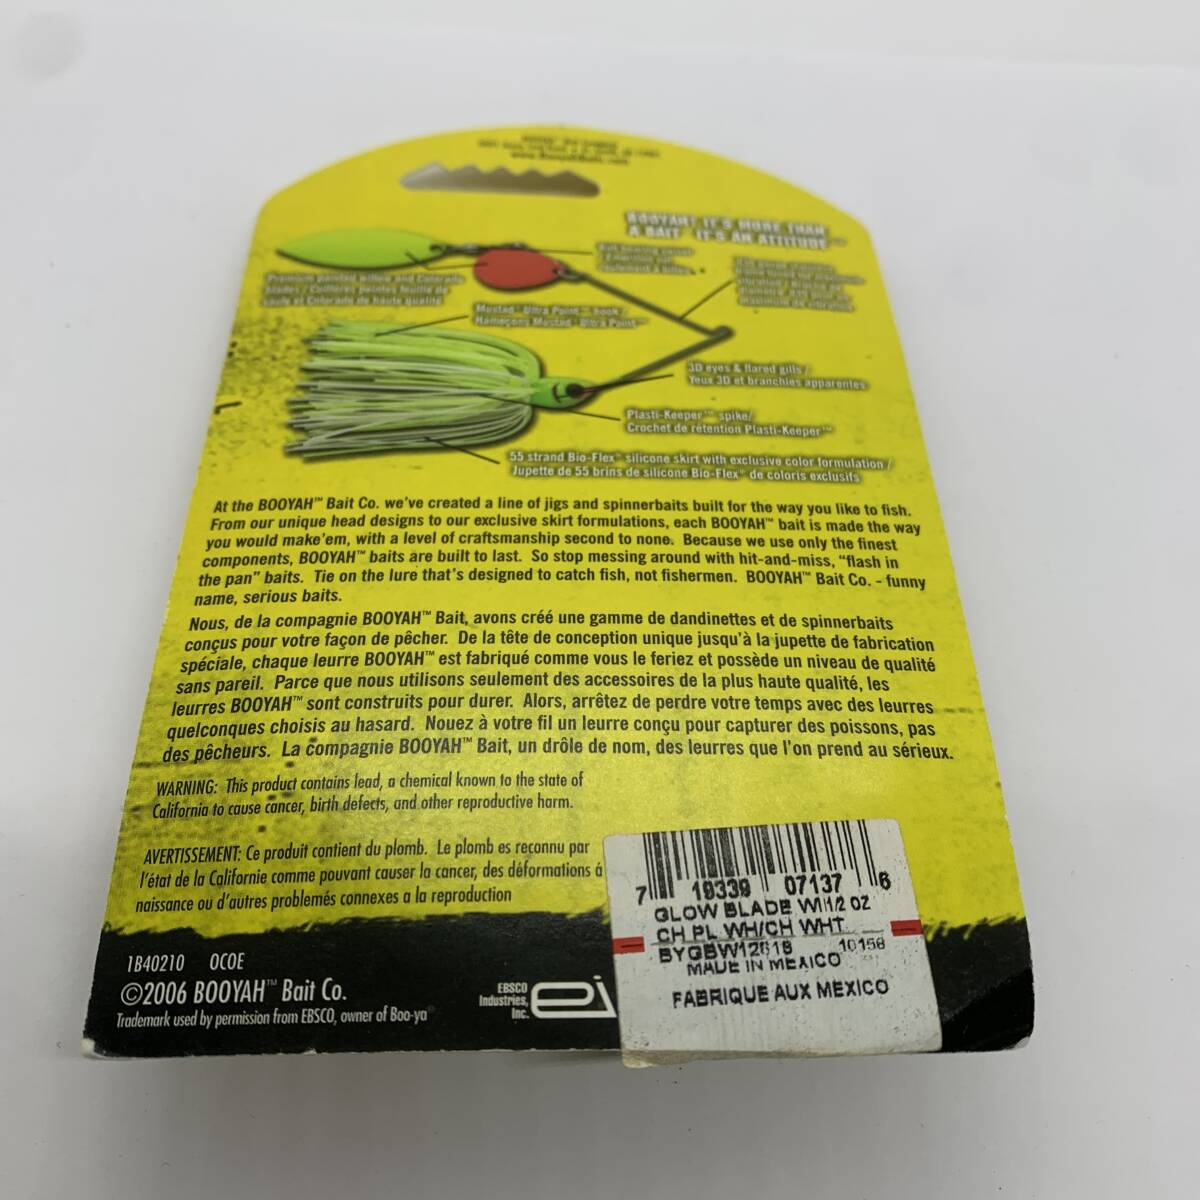 www.BooyahBaits.com
BOOYAH! IT'S MORE THAN
A BAIT IT'S AN ATTITUDE™
Premium painted willow and Colorado
blades / Cuillères peintes feuille de
saule et Colorado de haute qualité
Mustad® Ultra Point™ hook /
Hameçons Mustad® Ultra Point™
3D eyes & flared gills /
Yeux 3D et branchies apparentes
Plasti-Keeper™ spike/
Crochet de rétention Plasti-Keeper™
55 strand Bio-Flex® silicone skirt with exclusive color formulation /
Jupette de 55 brins de silicone Bio-Flex® de coloris exclusifs
At the BOOYAH™ Bait Co. we've created a line of jigs and spinnerbaits built for the way you like to fish.
From our unique head designs to our exclusive skirt formulations, each BOOYAH™ bait is made the way
you would make'em, with a level of craftsmanship second to none. Because we use only the finest
components, BOOYAH™ baits are built to last. So stop messing around with hit-and-miss, "flash in
the pan" baits. Tie on the lure that's designed to catch fish, not fishermen. BOOYAH™ Bait Co. - funny
name, serious baits.
Nous, de la compagnie BOOYAH™ Bait, avons créé une gamme de dandinettes et de spinnerbaits
conçus pour votre façon de pêcher. De la tête de conception unique jusqu'à la jupette de fabrication
spéciale, chaque leurre BOOYAH™ est fabriqué comme vous le feriez et possède un niveau de qualité
sans pareil. Parce que nous utilisons seulement des accessoires de la plus haute qualité, les
leurres BOOYAH™ sont construits pour durer. Alors, arrêtez de perdre votre temps avec des leurres
quelconques choisis au hasard. Nouez à votre fil un leurre conçu pour capturer des poissons, pas
des pêcheurs. La compagnie BOOYAH™ Bait, un drôle de nom, des leurres que l'on prend au sérieux.
WARNING: This product contains lead, a chemical known to the state of
California to cause cancer, birth defects, and other reproductive harm.
AVERTISSEMENT: Ce produit contient du plomb. Le plomb es reçonnu par
l'état de la Californie comme pouvant causer la cancer, des déformations á
naissance oú d'autres problemés connexes a la reproduction
1B40210 OCOE
©2006 BOOYAH™ Bait Co.
Trademark used by permission from EBSCO, owner of Boo-ya
EBSCO
Industries,
Inc.
ei
7 19339 07137 6
GLOW BLADE WI 1/2 OZ
CH PL WH/CH WHT
BYGBW12618 10158
MADE IN MEXICO
FABRIQUE AUX MEXICO